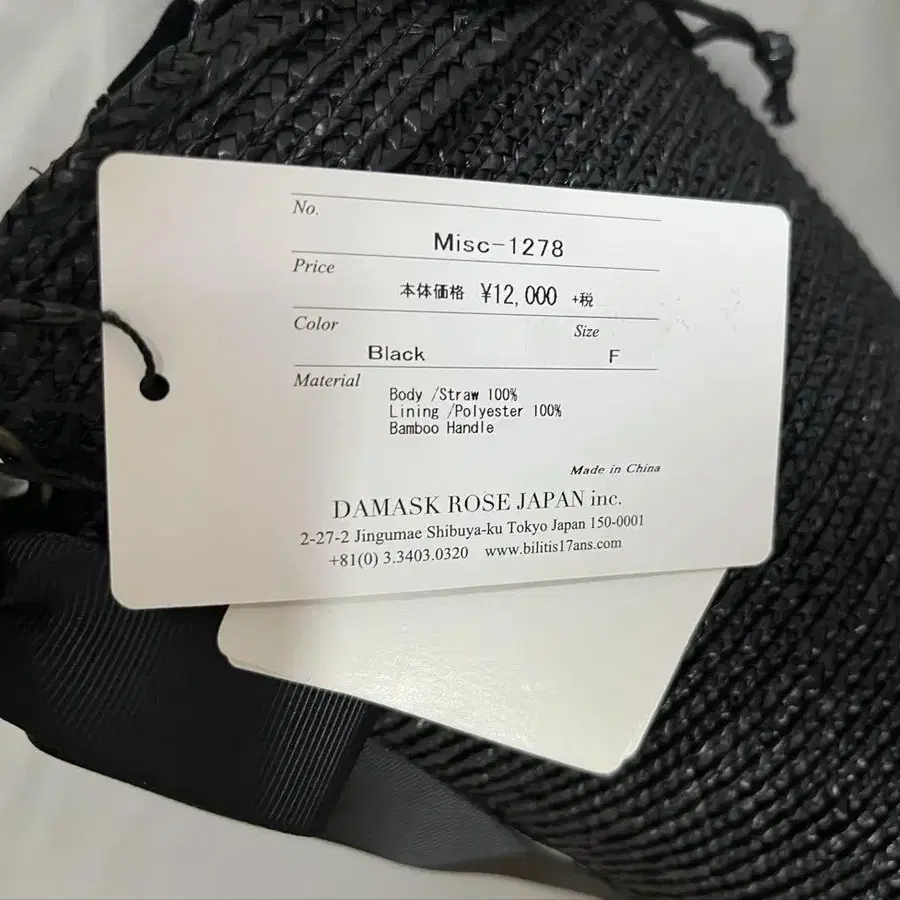 No.
Misc-1278
Price
本体価格 ¥12,000 +税
Color Size
Black F
Material
Body /Straw 100%
Lining /Polyester 100%
Bamboo Handle
Made in China
DAMASK ROSE JAPAN inc.
2-27-2 Jingumae Shibuya-ku Tokyo Japan 150-0001
+81(0) 3.3403.0320 www.bilitis17ans.com